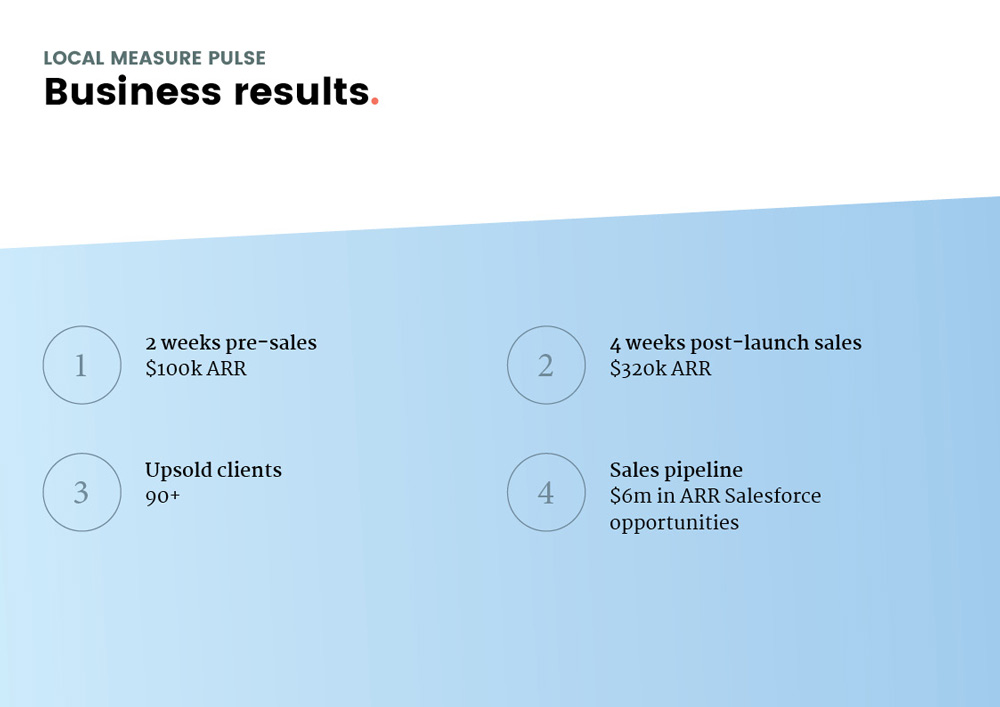 LOCAL MEASURE PULSE
Business results.
1
2 weeks pre-sales
$100k ARR
2
4 weeks post-launch sales
$320k ARR
3
Upsold clients
90+
4
Sales pipeline
$6m in ARR Salesforce
opportunities